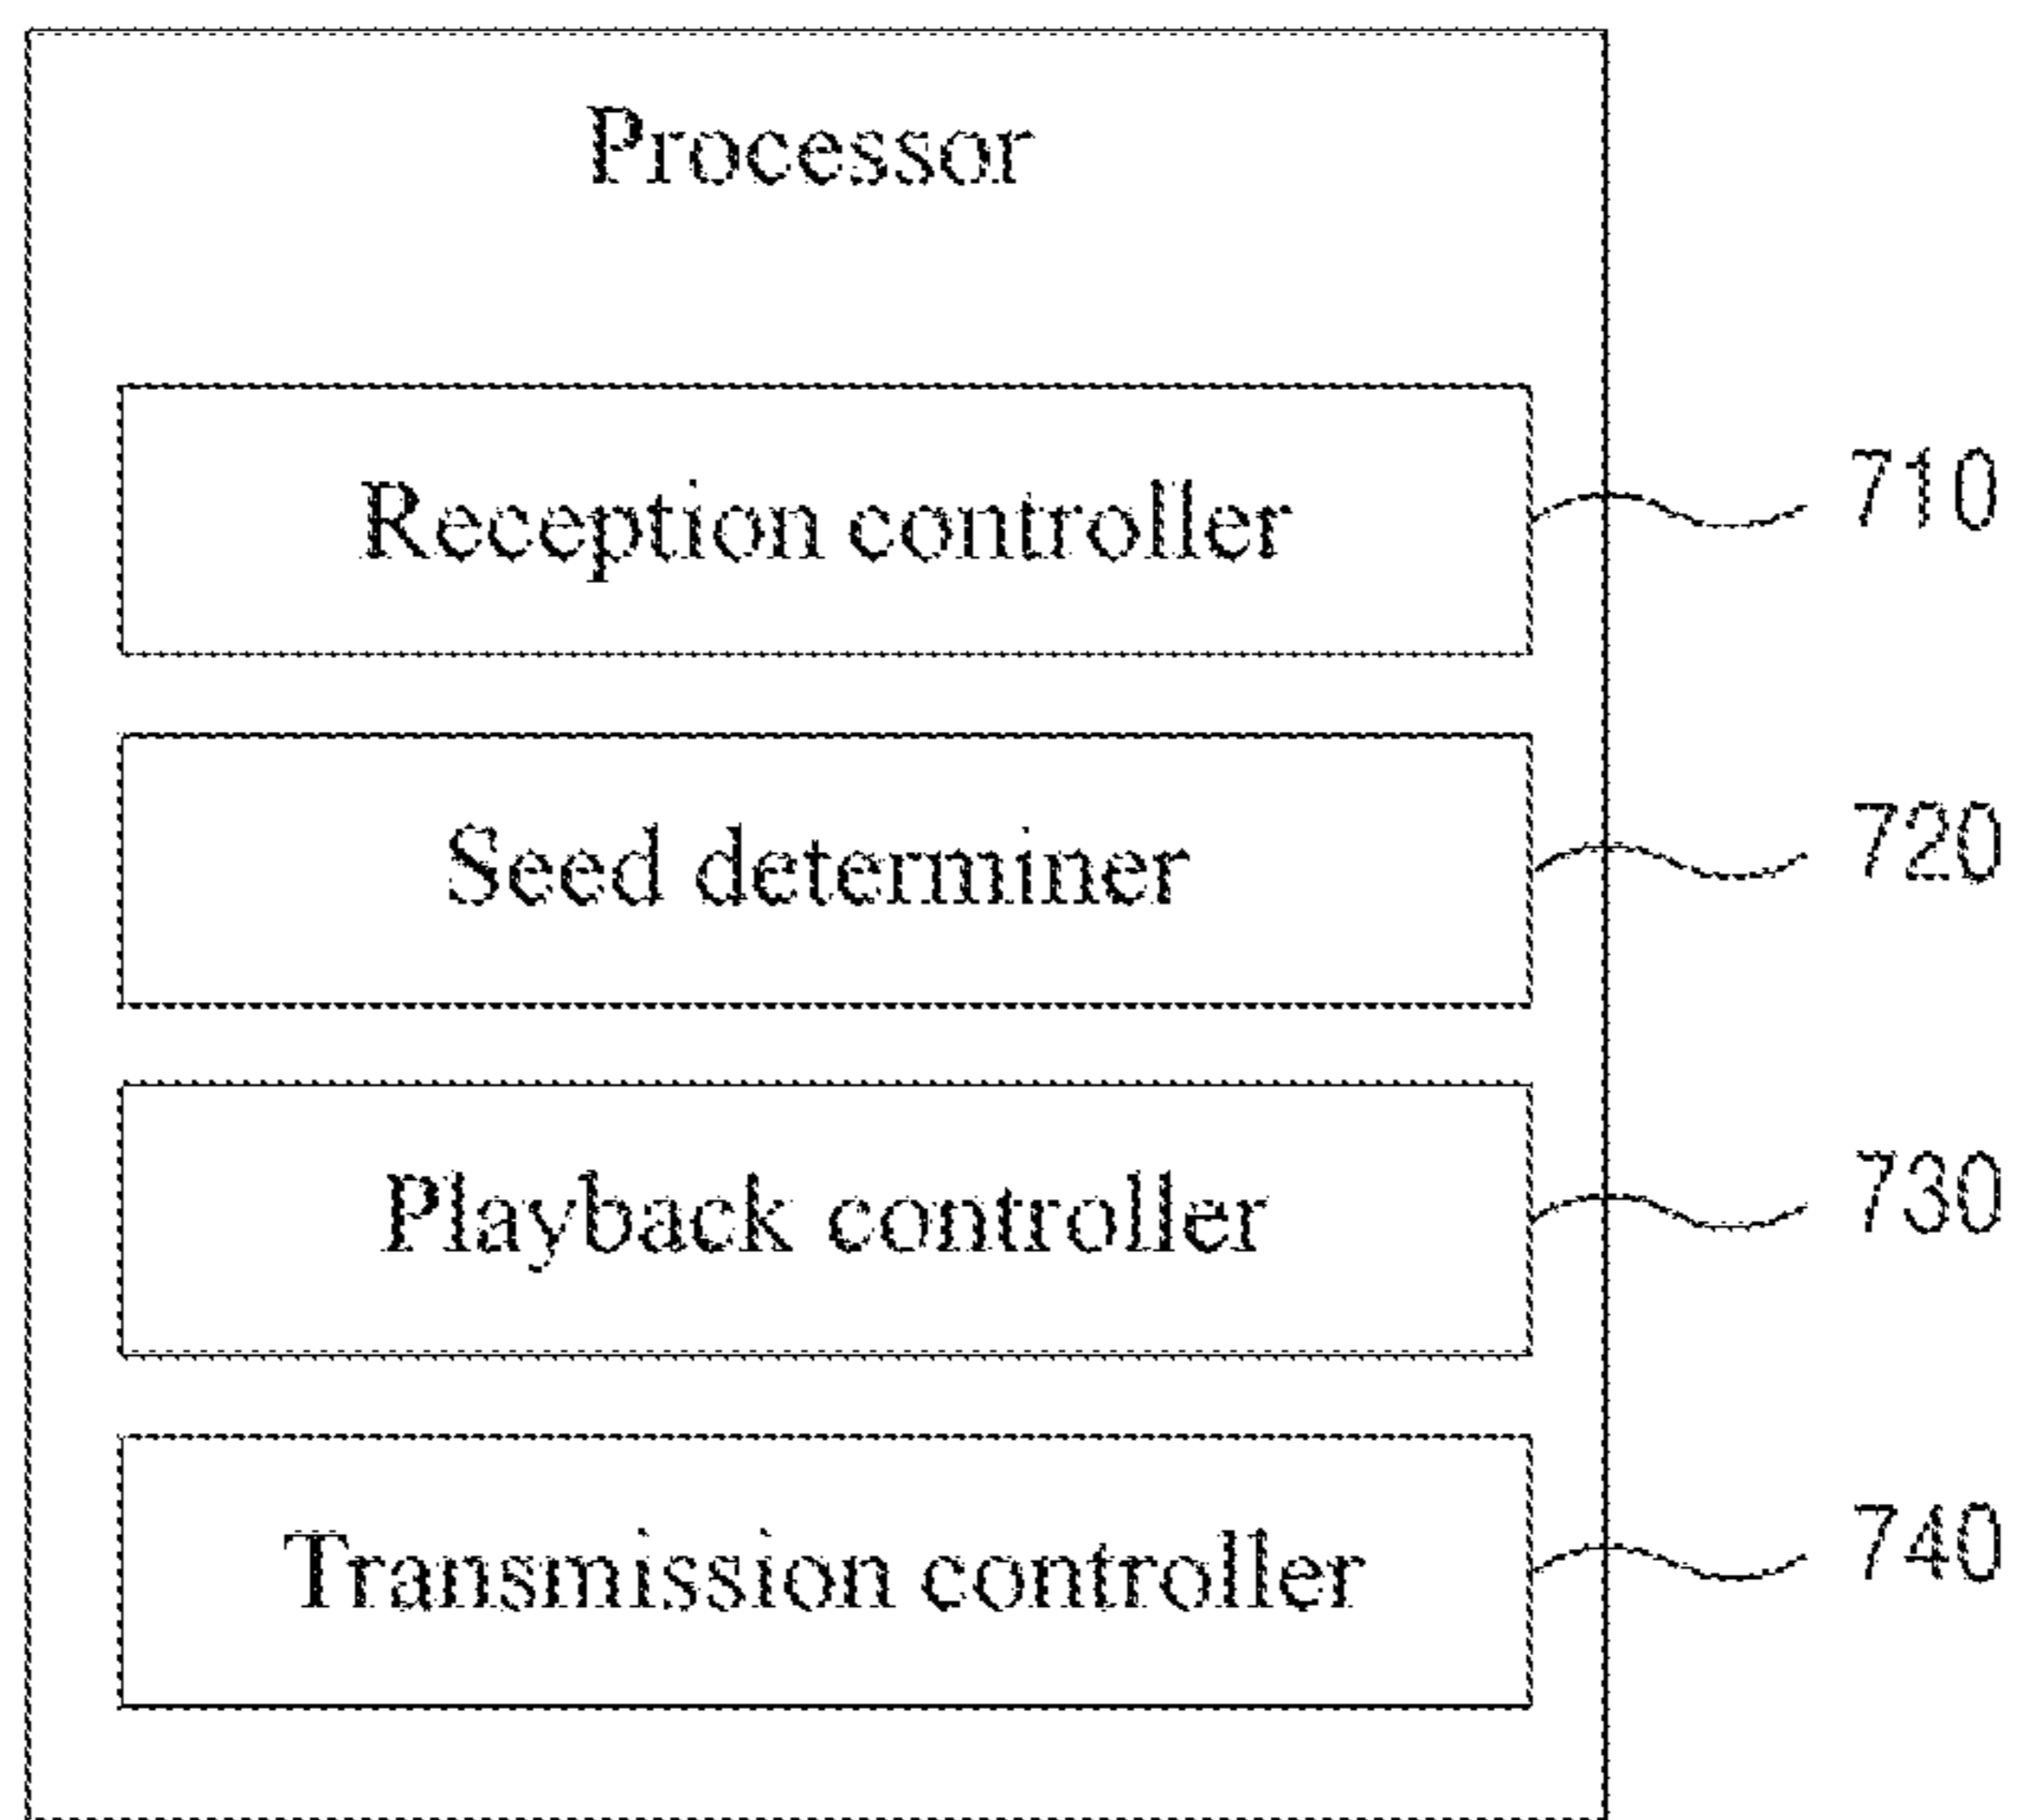 Processor
Reception controller 710
Seed determiner 720
Playback controller 730
Transmission controller 740